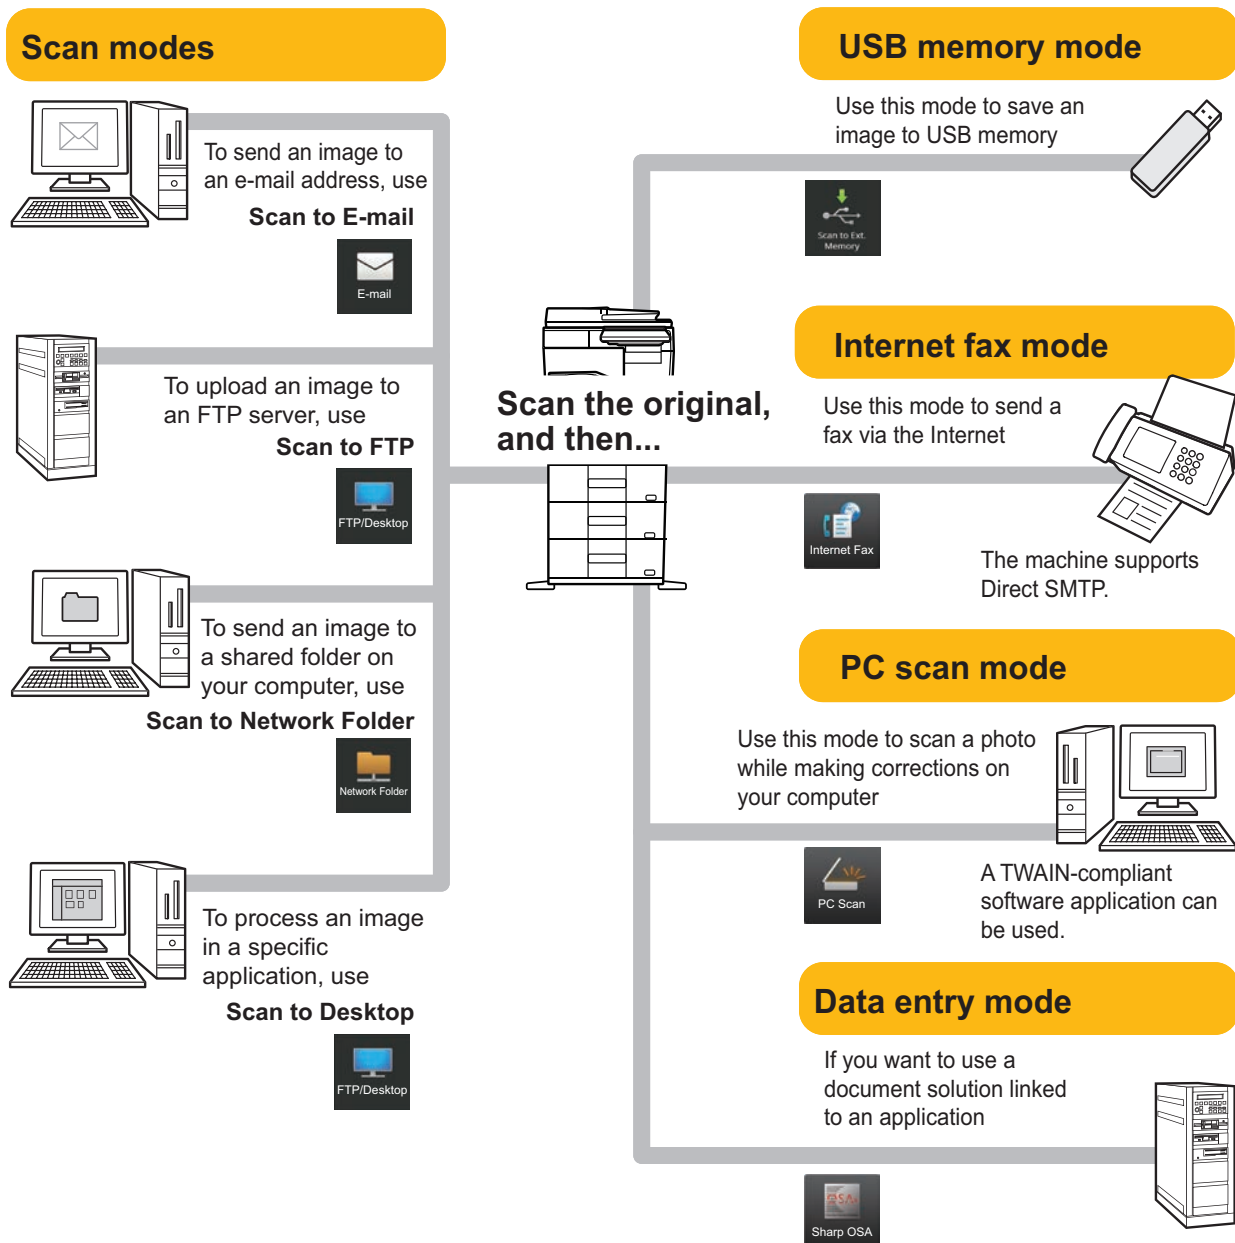 Scan modes
To send an image to
an e-mail address, use
Scan to E-mail
E-mail
To upload an image to
an FTP server, use
Scan to FTP
FTP/Desktop
To send an image to
a shared folder on
your computer, use
Scan to Network Folder
Network Folder
To process an image
in a specific
application, use
Scan to Desktop
FTP/Desktop
Scan the original,
and then...
USB memory mode
Use this mode to save an
image to USB memory
Scan to Ext.
Memory
Internet fax mode
Use this mode to send a
fax via the Internet
Internet Fax
The machine supports
Direct SMTP.
PC scan mode
Use this mode to scan a photo
while making corrections on
your computer
PC Scan
A TWAIN-compliant
software application can
be used.
Data entry mode
If you want to use a
document solution linked
to an application
OSA
Sharp OSA